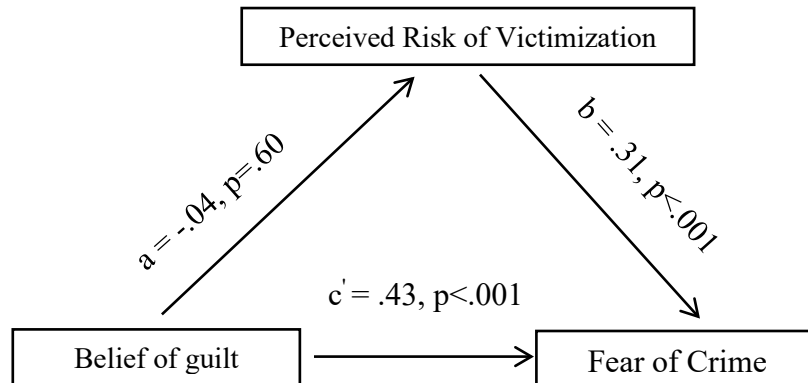 Perceived Risk of Victimization
a = -.04, p=.60
b = .31, p<.001
c' = .43, p<.001
Belief of guilt
Fear of Crime